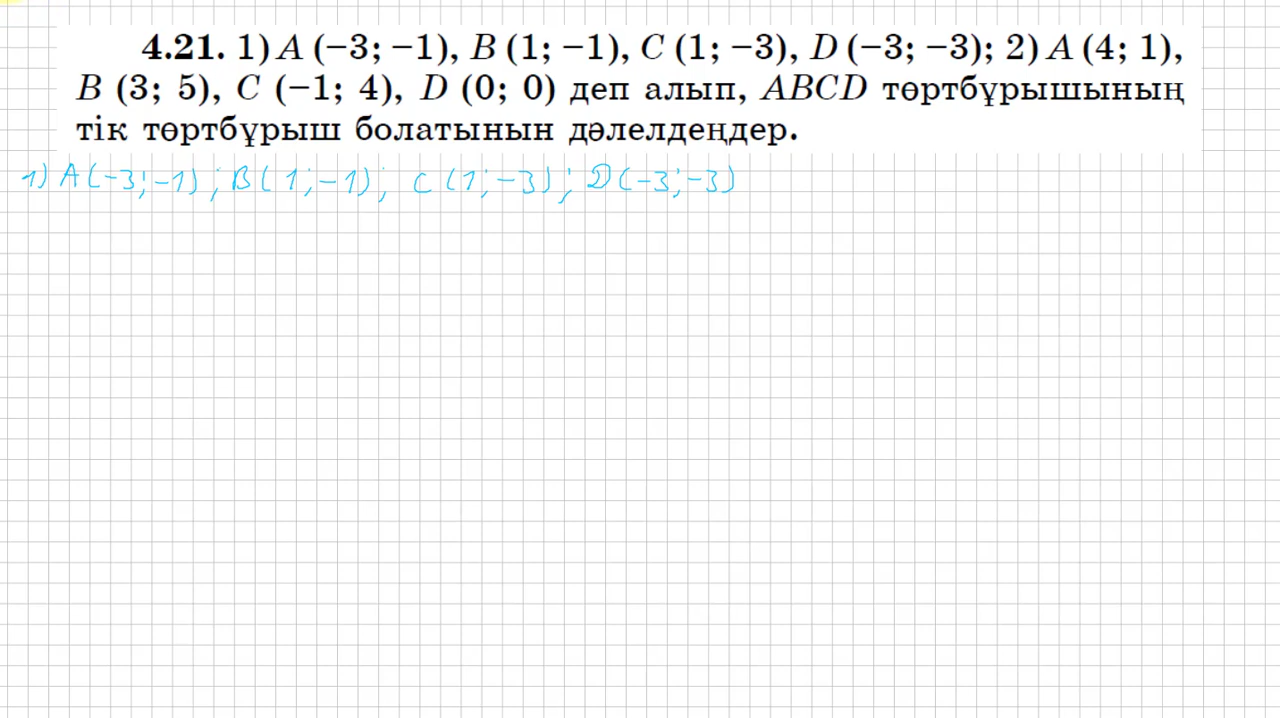 4.21. 1) A (−3; −1), B (1; −1), C (1; −3), D (−3; −3); 2) A (4; 1),
B (3; 5), C (−1; 4), D (0; 0) деп алып, ABCD төртбұрышының
тік төртбұрыш болатынын дәлелдеңдер.
1) A(−3;−1); B(1;−1); C(1;−3); D(−3;−3)